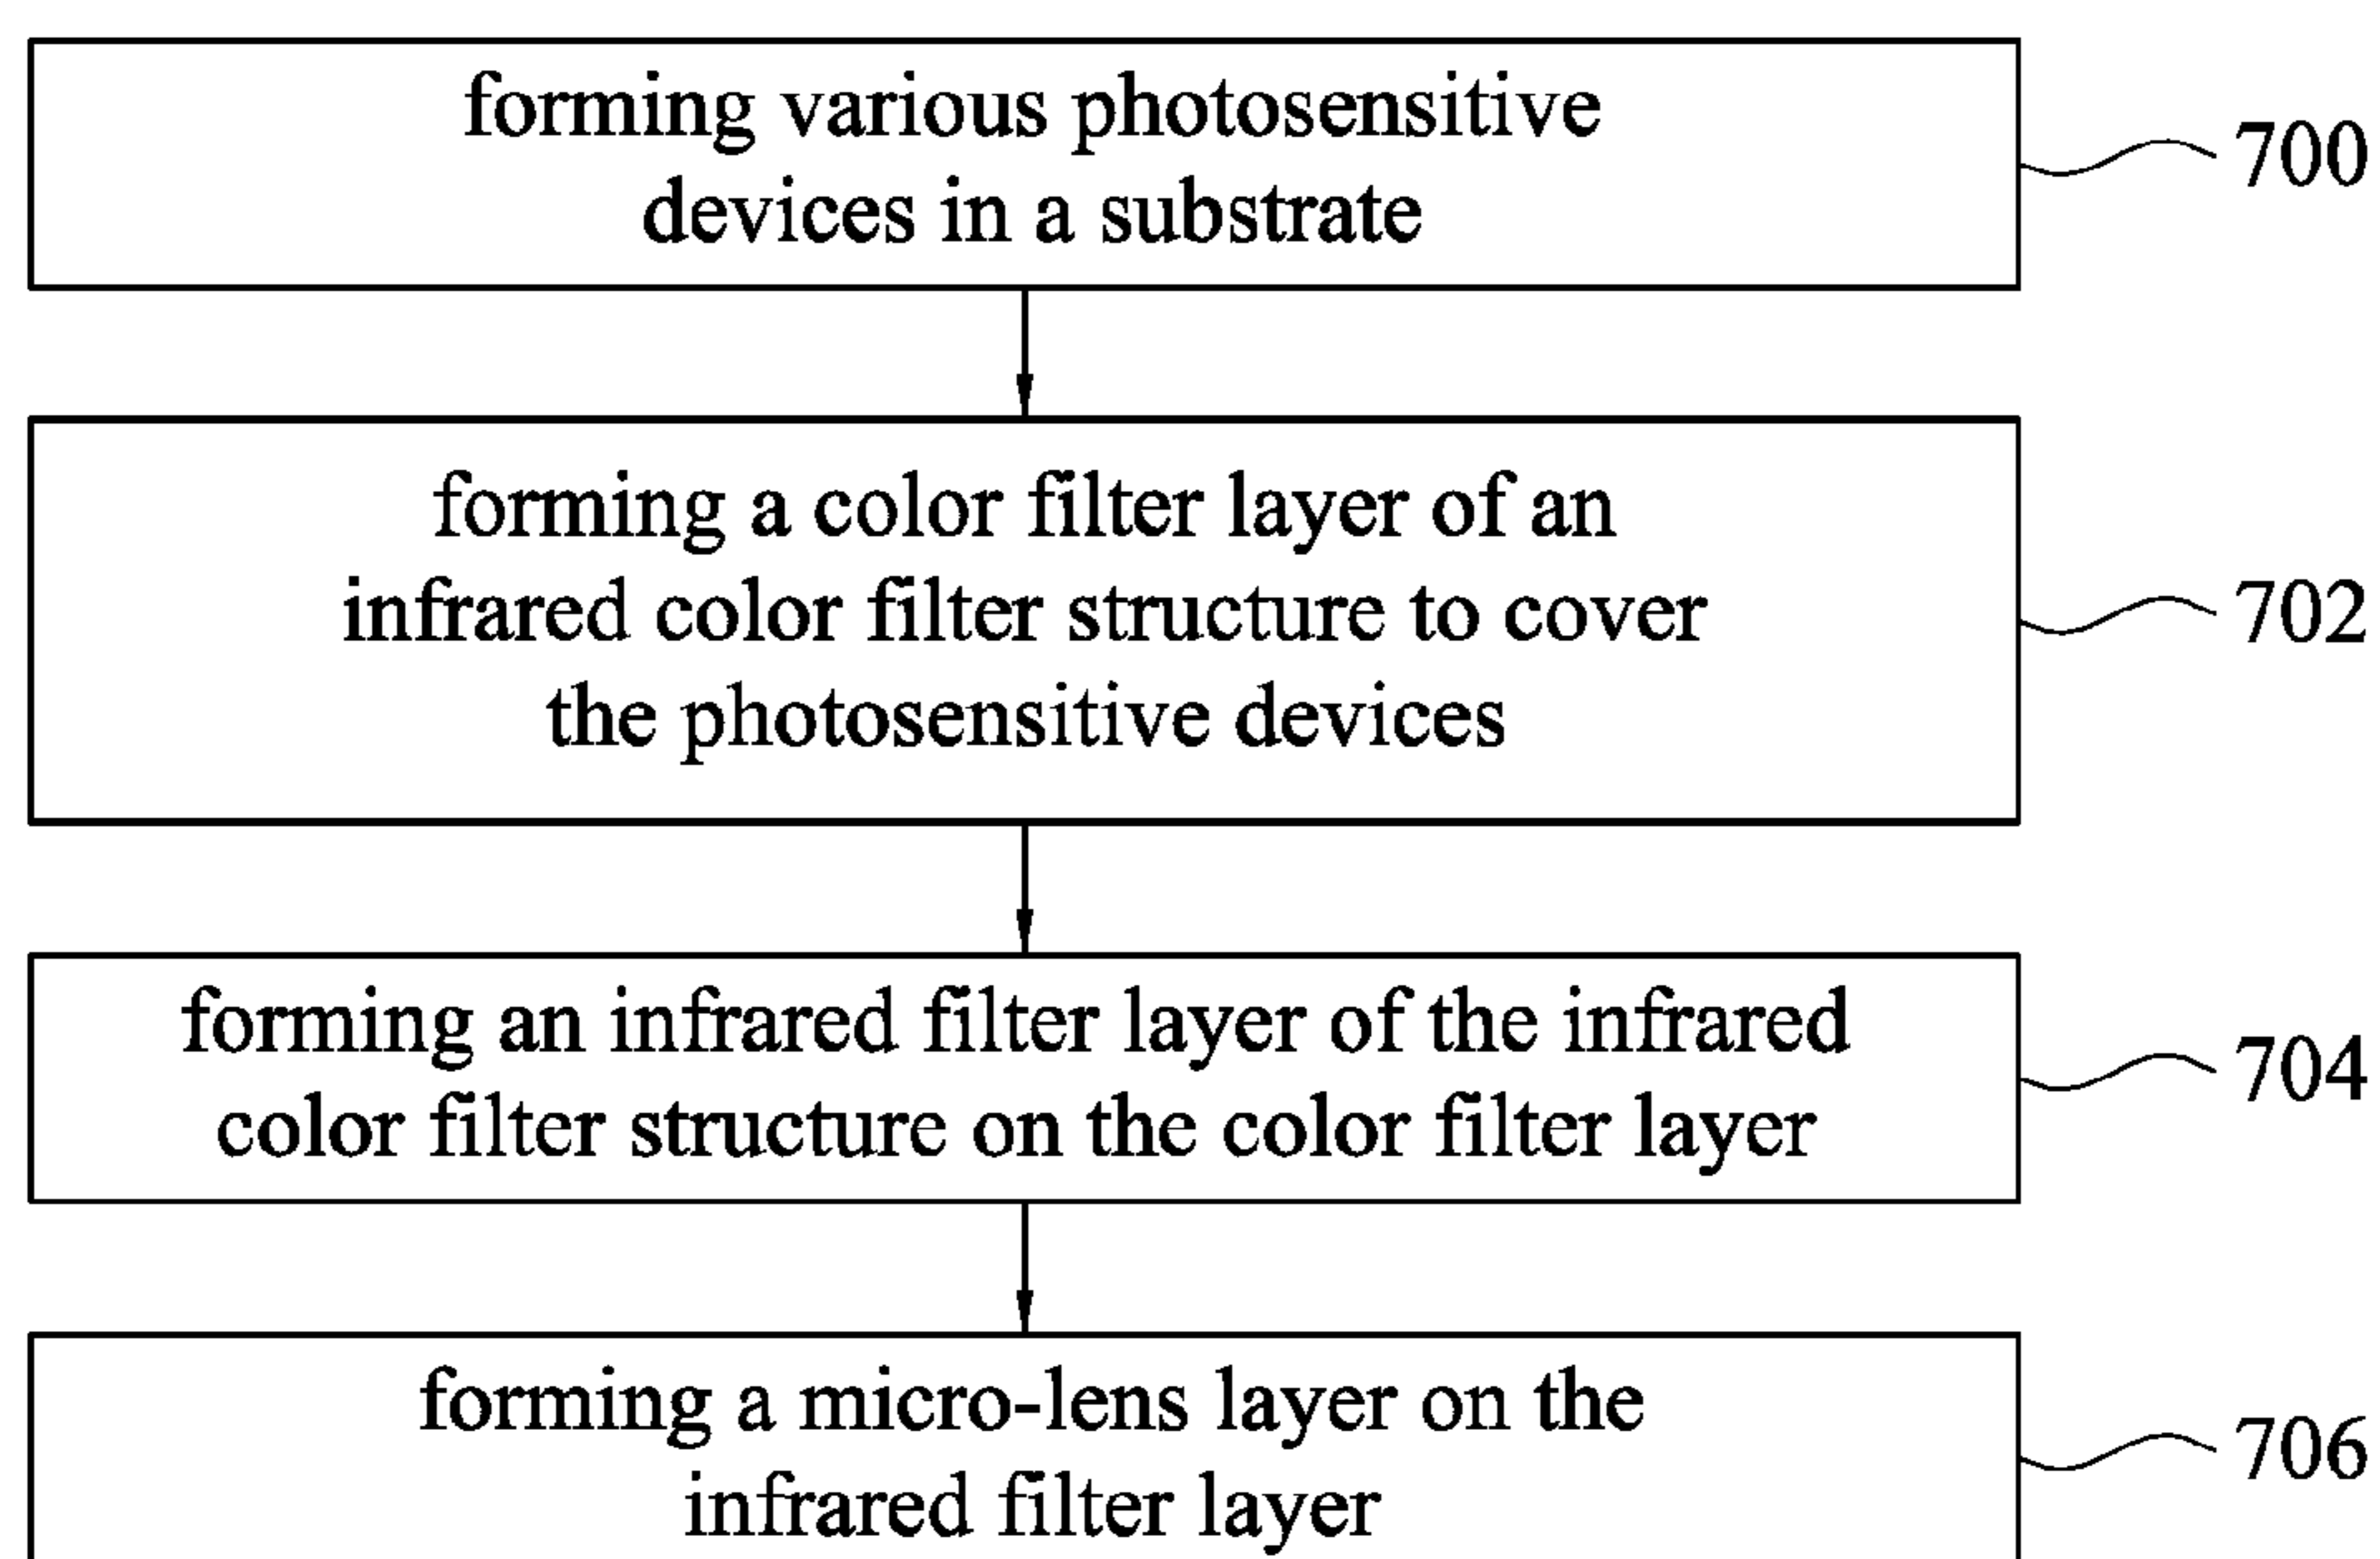 forming various photosensitive
devices in a substrate
700
forming a color filter layer of an
infrared color filter structure to cover
the photosensitive devices
702
forming an infrared filter layer of the infrared
color filter structure on the color filter layer
704
forming a micro-lens layer on the
infrared filter layer
706